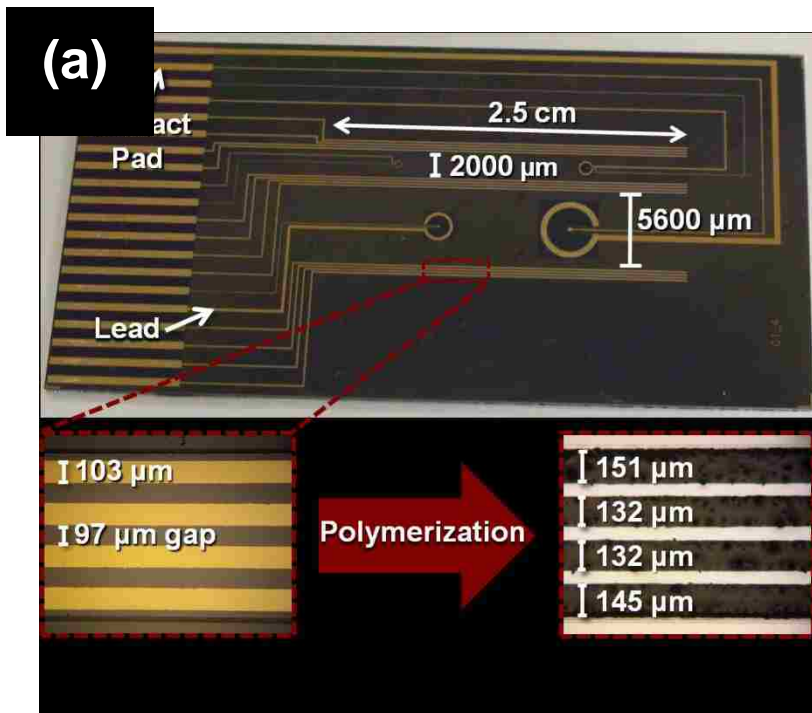 (a)
act
Pad
2.5 cm
2000 µm
5600 µm
Lead
103 µm
97 µm gap
Polymerization
151 µm
132 µm
132 µm
145 µm